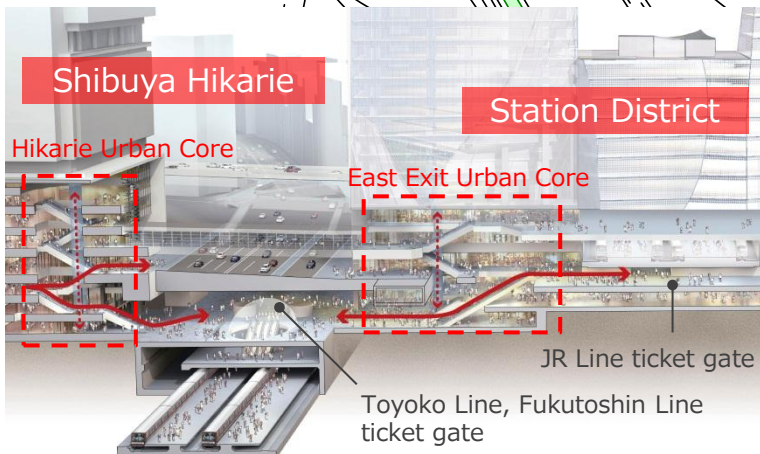 Shibuya Hikarie
Station District
Hikarie Urban Core
East Exit Urban Core
JR Line ticket gate
Toyoko Line, Fukutoshin Line
ticket gate